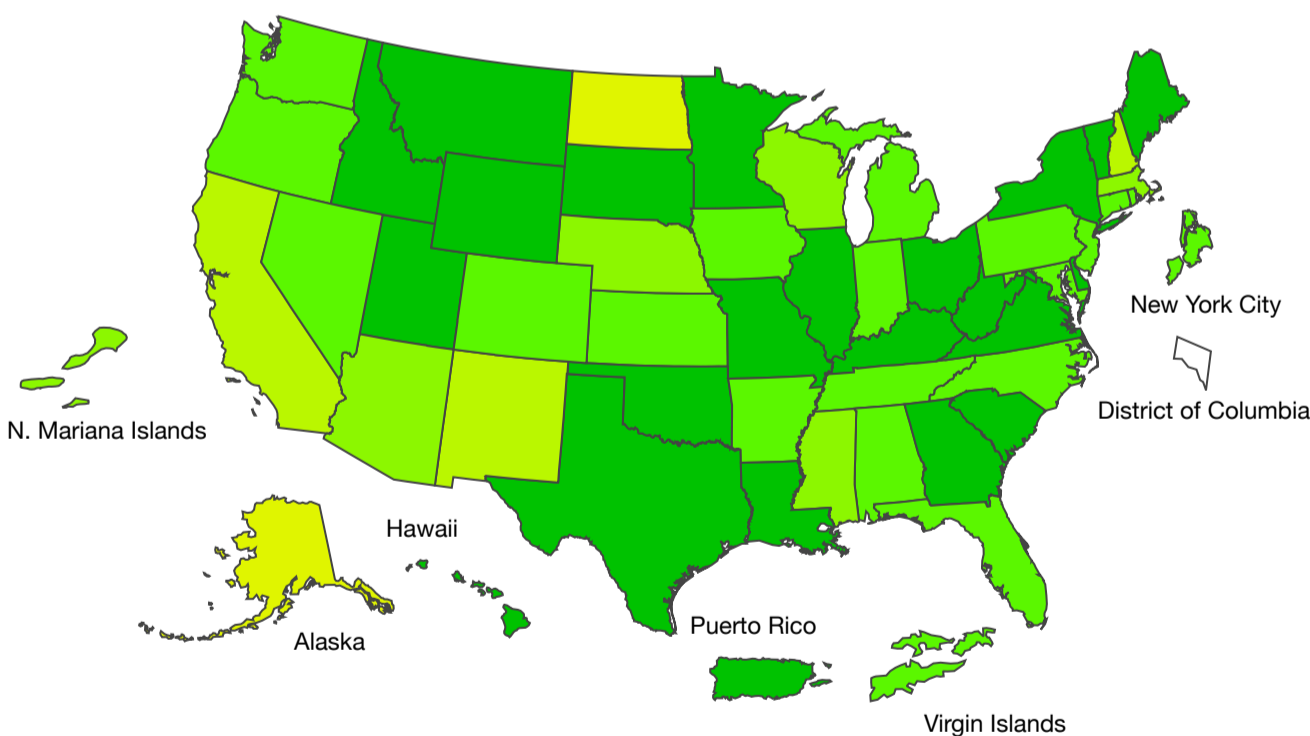 New York City
District of Columbia
N. Mariana Islands
Hawaii
Alaska
Puerto Rico
Virgin Islands